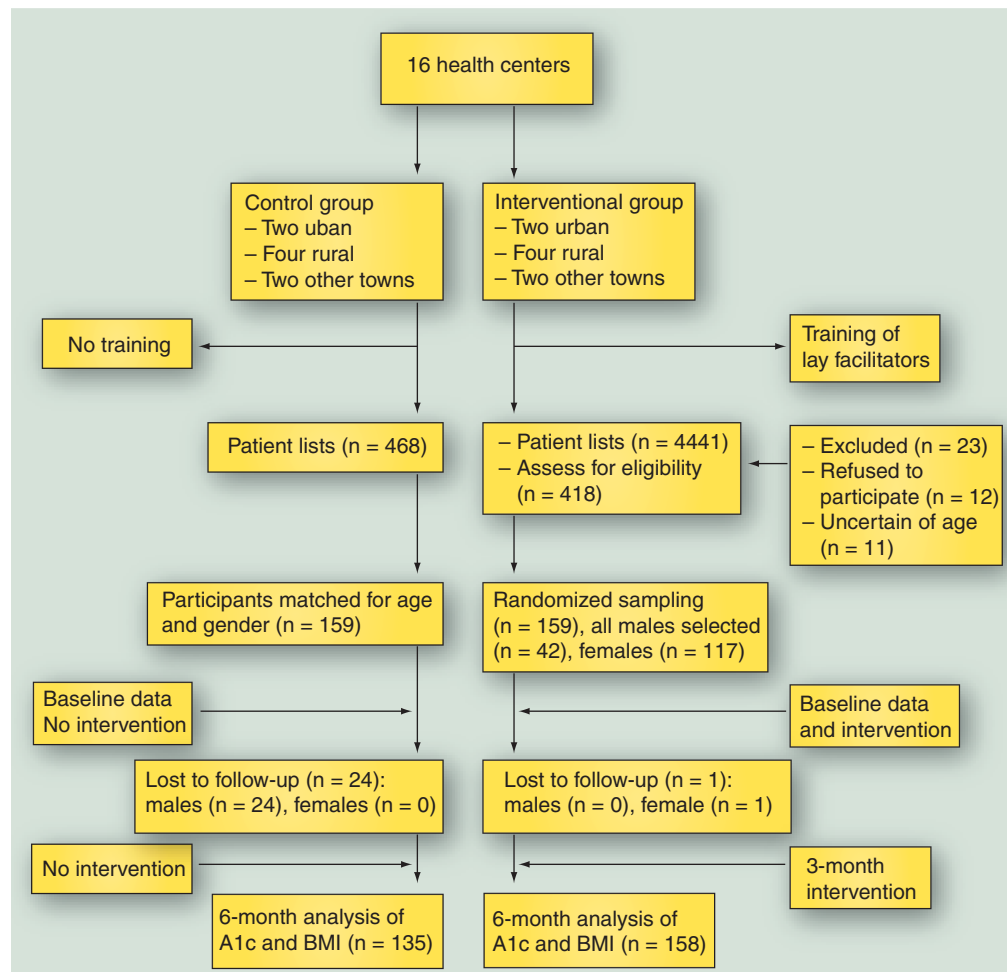 16 health centers
Control group
– Two uban
– Four rural
– Two other towns
Interventional group
– Two urban
– Four rural
– Two other towns
No training
Training of
lay facilitators
Patient lists (n = 468)
– Patient lists (n = 4441)
– Assess for eligibility
(n = 418)
– Excluded (n = 23)
– Refused to
participate (n = 12)
– Uncertain of age
(n = 11)
Participants matched for age
and gender (n = 159)
Randomized sampling
(n = 159), all males selected
(n = 42), females (n = 117)
Baseline data
No intervention
Baseline data
and intervention
Lost to follow-up (n = 24):
males (n = 24), females (n = 0)
Lost to follow-up (n = 1):
males (n = 0), female (n = 1)
No intervention
3-month
intervention
6-month analysis of
A1c and BMI (n = 135)
6-month analysis of
A1c and BMI (n = 158)